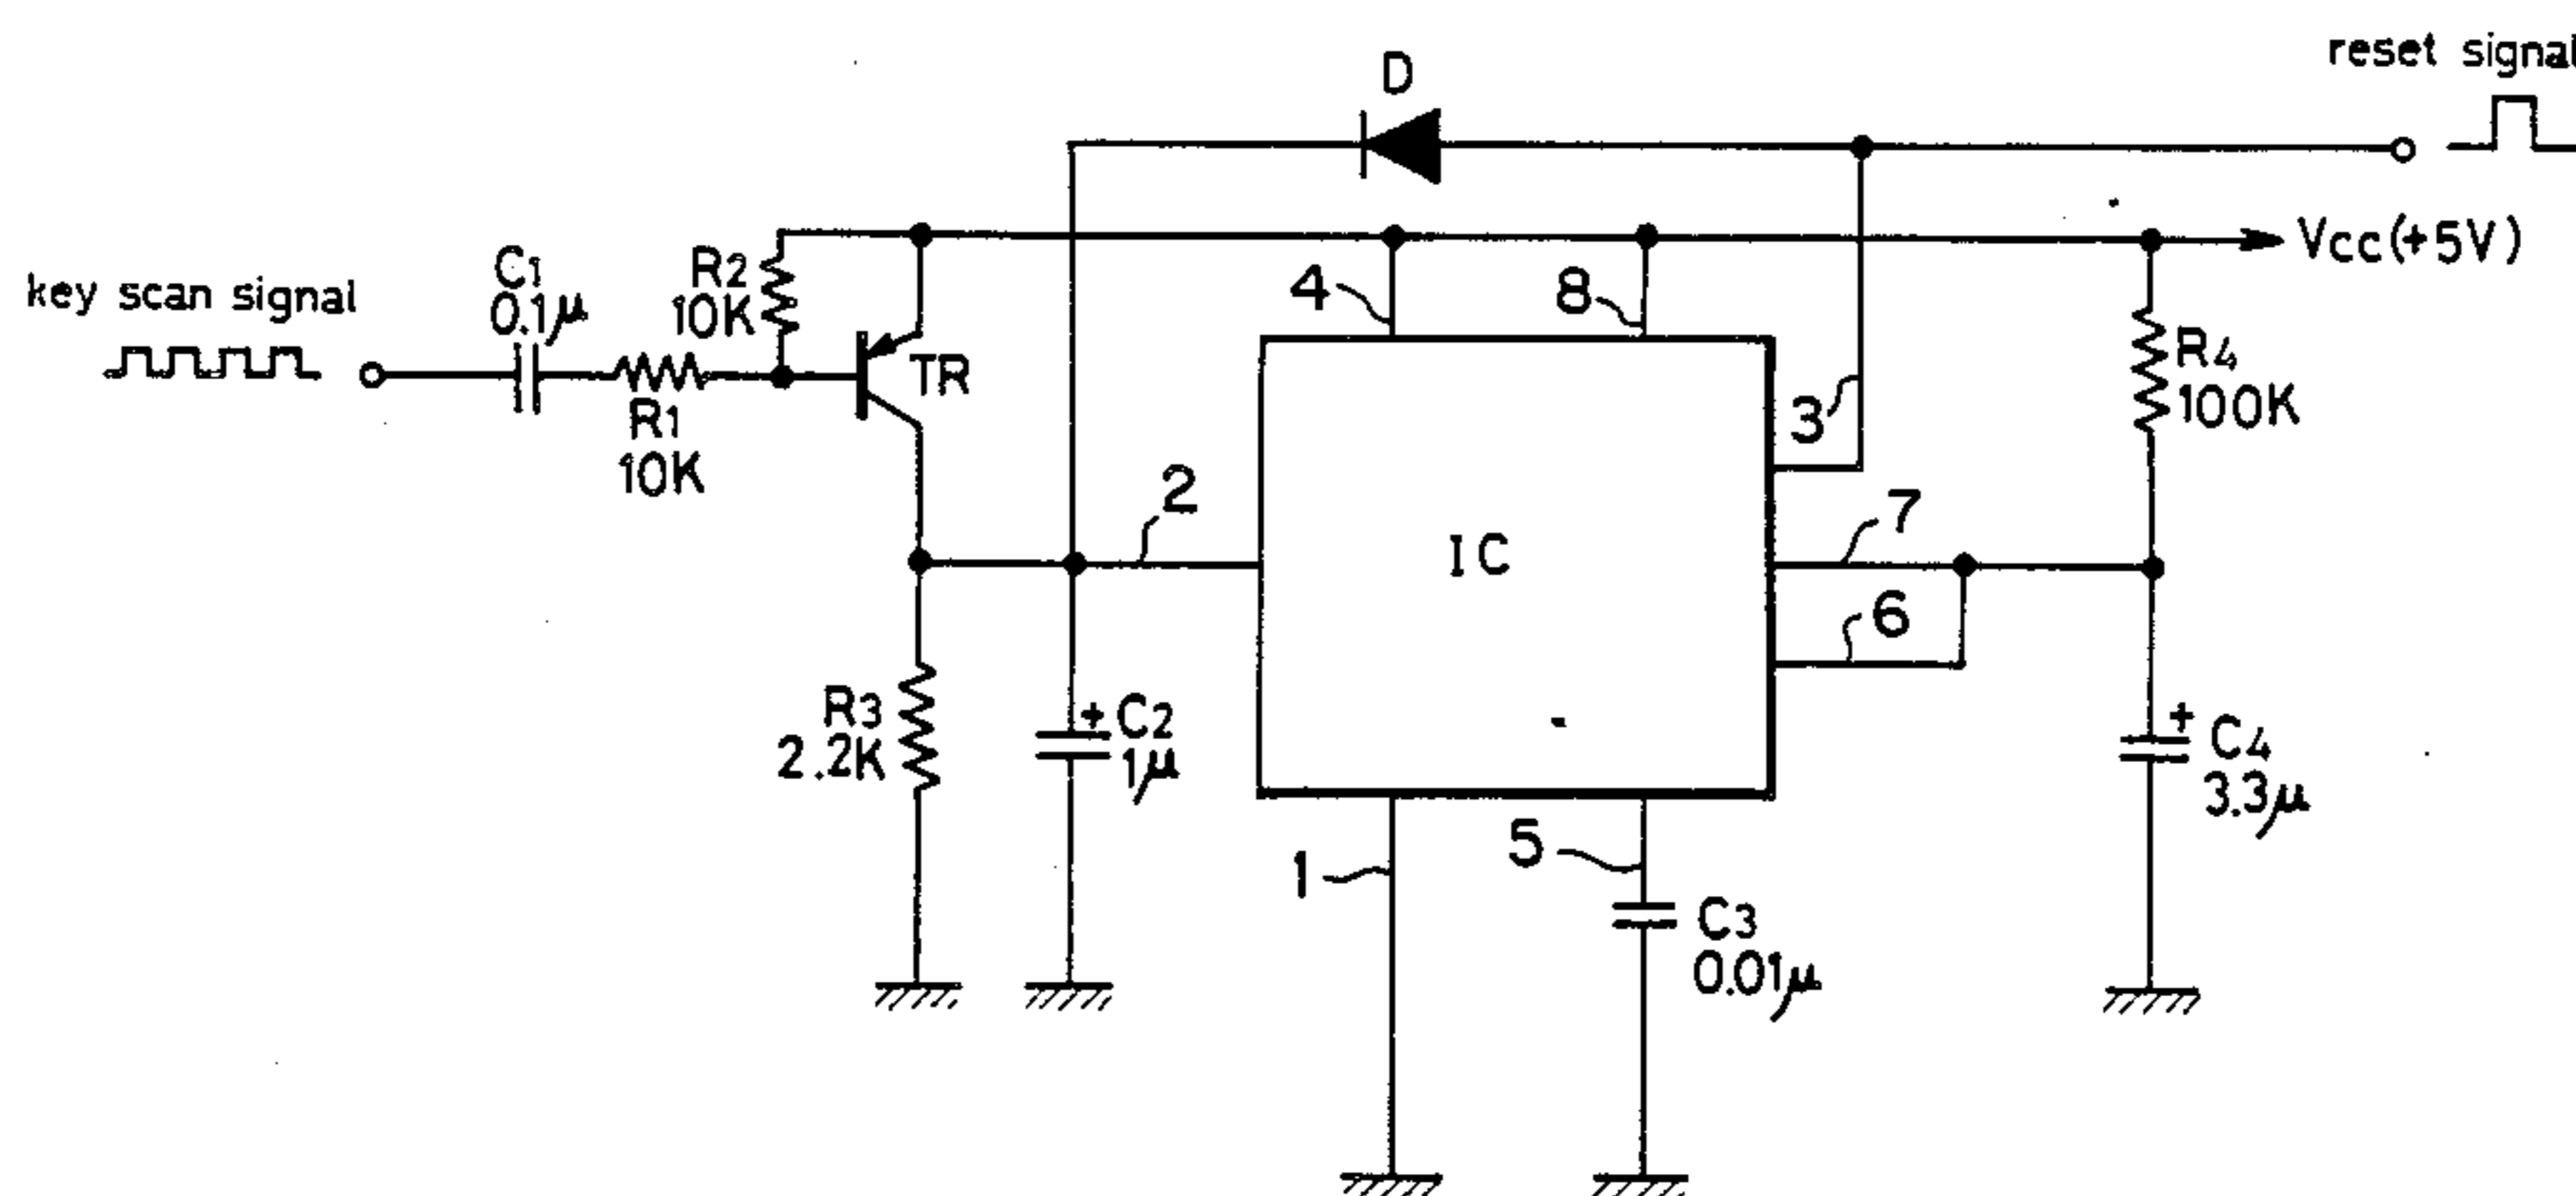 reset signal
D
Vcc(+5V)
key scan signal
C1
0.1μ
R2
10K
4
8
TR
R1
10K
3
R4
100K
2
7
IC
6
R3
2.2K
+
C2
1μ
+
C4
3.3μ
1
5
C3
0.01μ